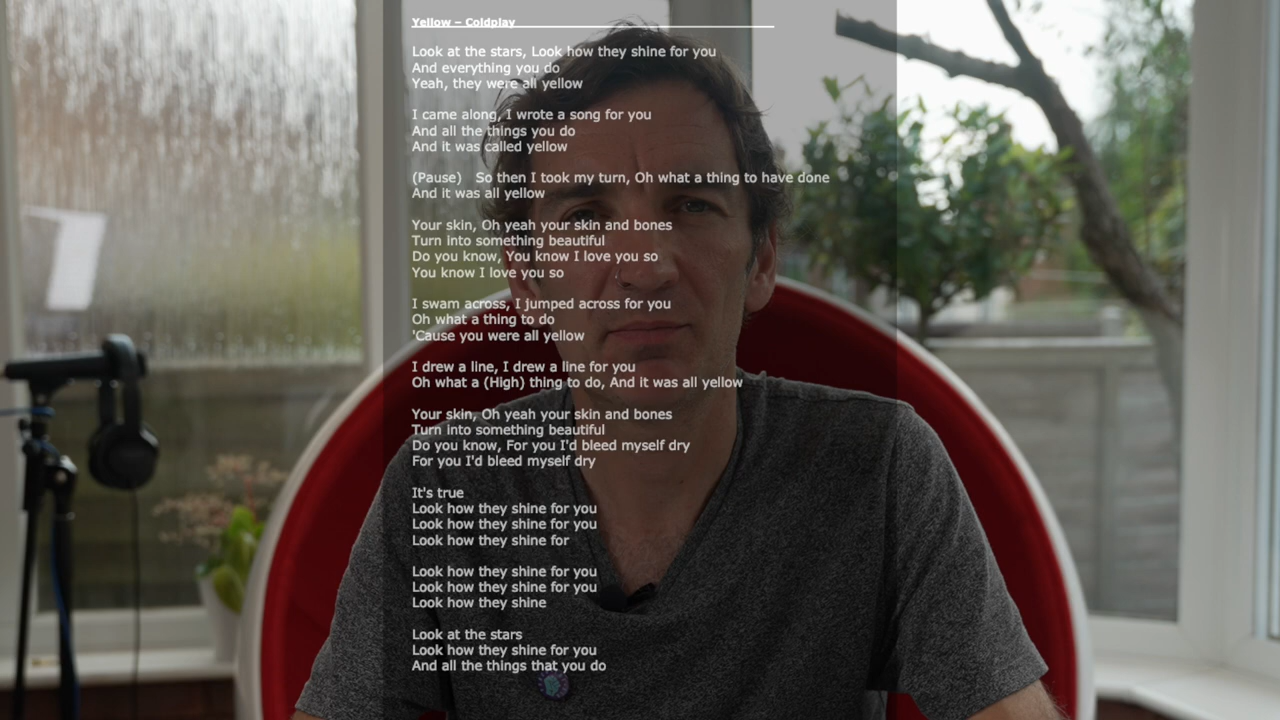 Yellow – Coldplay
Look at the stars, Look how they shine for you
And everything you do
Yeah, they were all yellow
I came along, I wrote a song for you
And all the things you do
And it was called yellow
(Pause)   So then I took my turn, Oh what a thing to have done
And it was all yellow
Your skin, Oh yeah your skin and bones
Turn into something beautiful
Do you know, You know I love you so
You know I love you so
I swam across, I jumped across for you
Oh what a thing to do
'Cause you were all yellow
I drew a line, I drew a line for you
Oh what a (High) thing to do, And it was all yellow
Your skin, Oh yeah your skin and bones
Turn into something beautiful
Do you know, For you I'd bleed myself dry
For you I'd bleed myself dry
It's true
Look how they shine for you
Look how they shine for you
Look how they shine for
Look how they shine for you
Look how they shine for you
Look how they shine
Look at the stars
Look how they shine for you
And all the things that you do